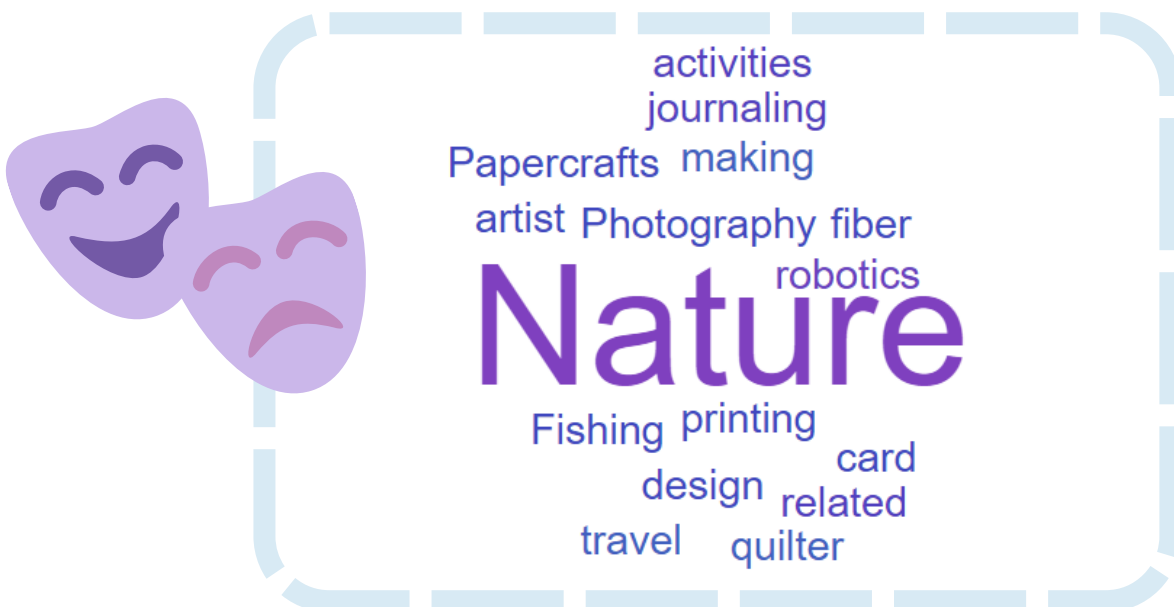 activities
journaling
Papercrafts making
artist Photography fiber
robotics
Nature
Fishing printing
card
design related
travel quilter